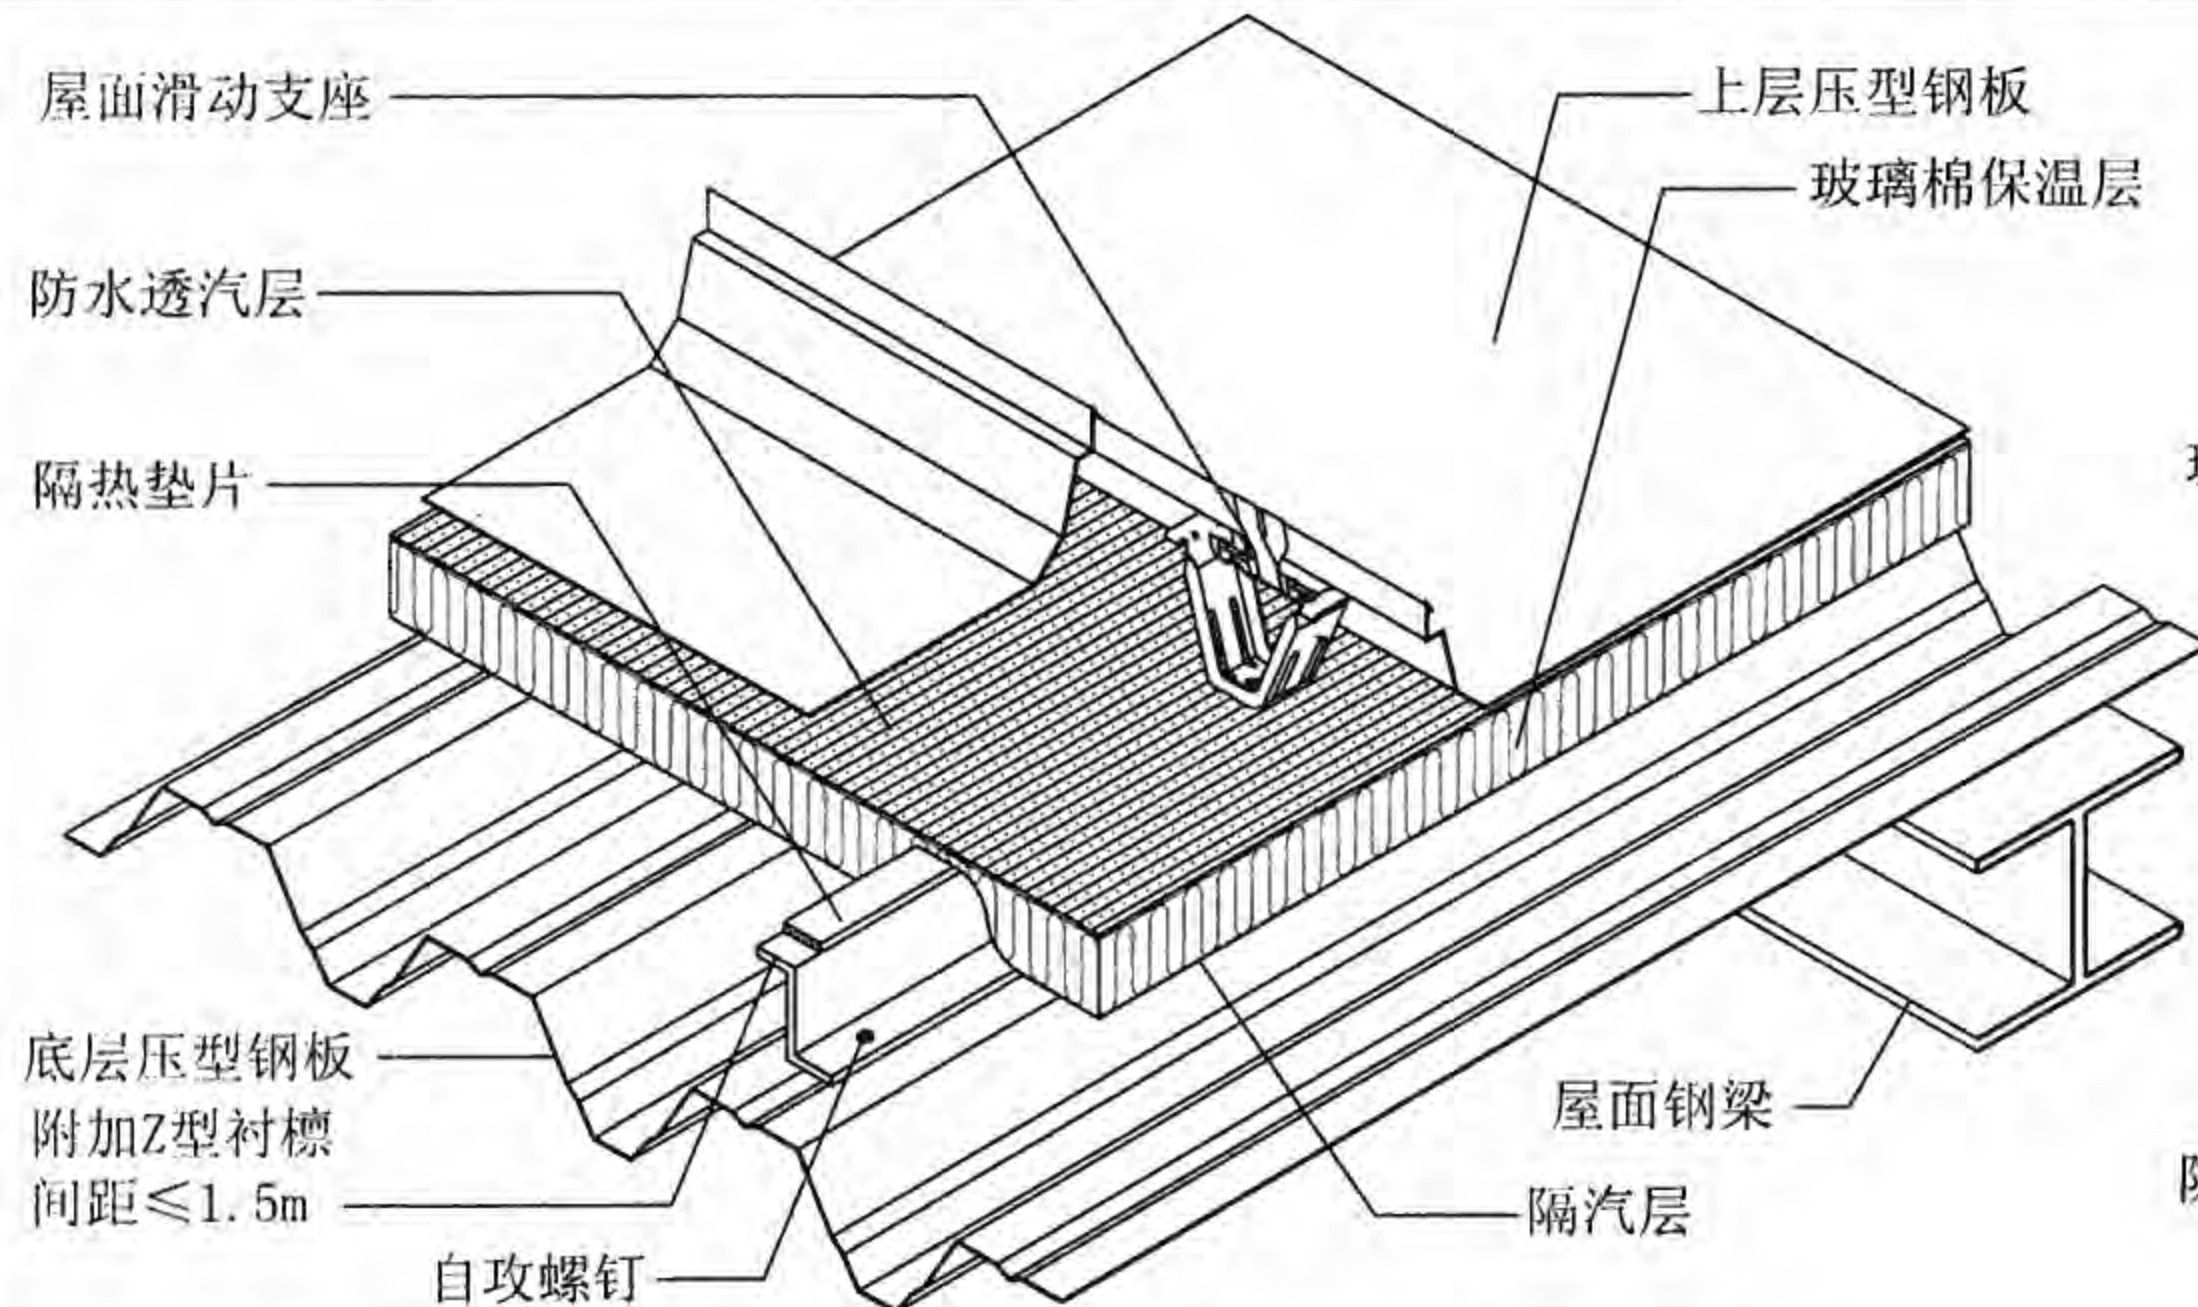 屋面滑动支座
上层压型钢板
玻璃棉保温层
防水透汽层
隔热垫片
底层压型钢板
附加Z型衬檩
间距≤1.5m
自攻螺钉
屋面钢梁
隔汽层